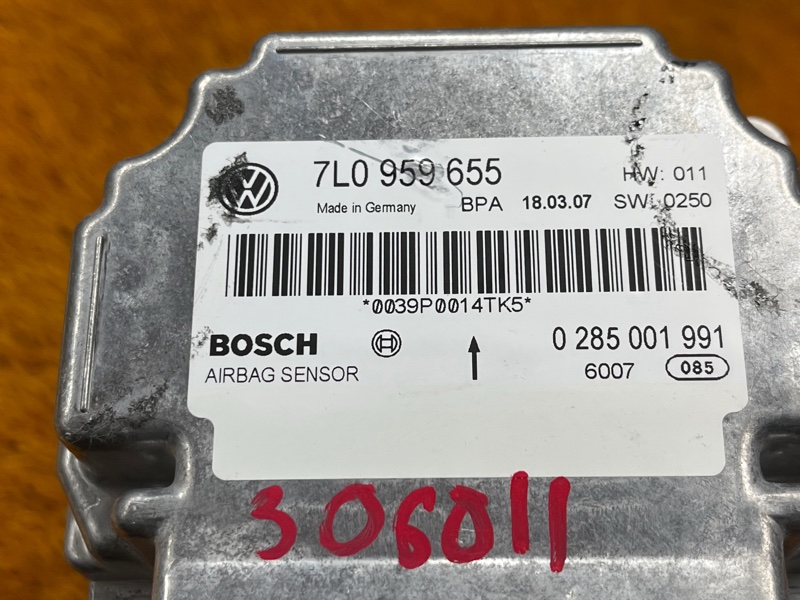 7L0 959 655 HW: 011
Made in Germany BPA 18.03.07 SW: 0250
*0039P0014TK5*
BOSCH 0 285 001 991
AIRBAG SENSOR 6007 085
306011